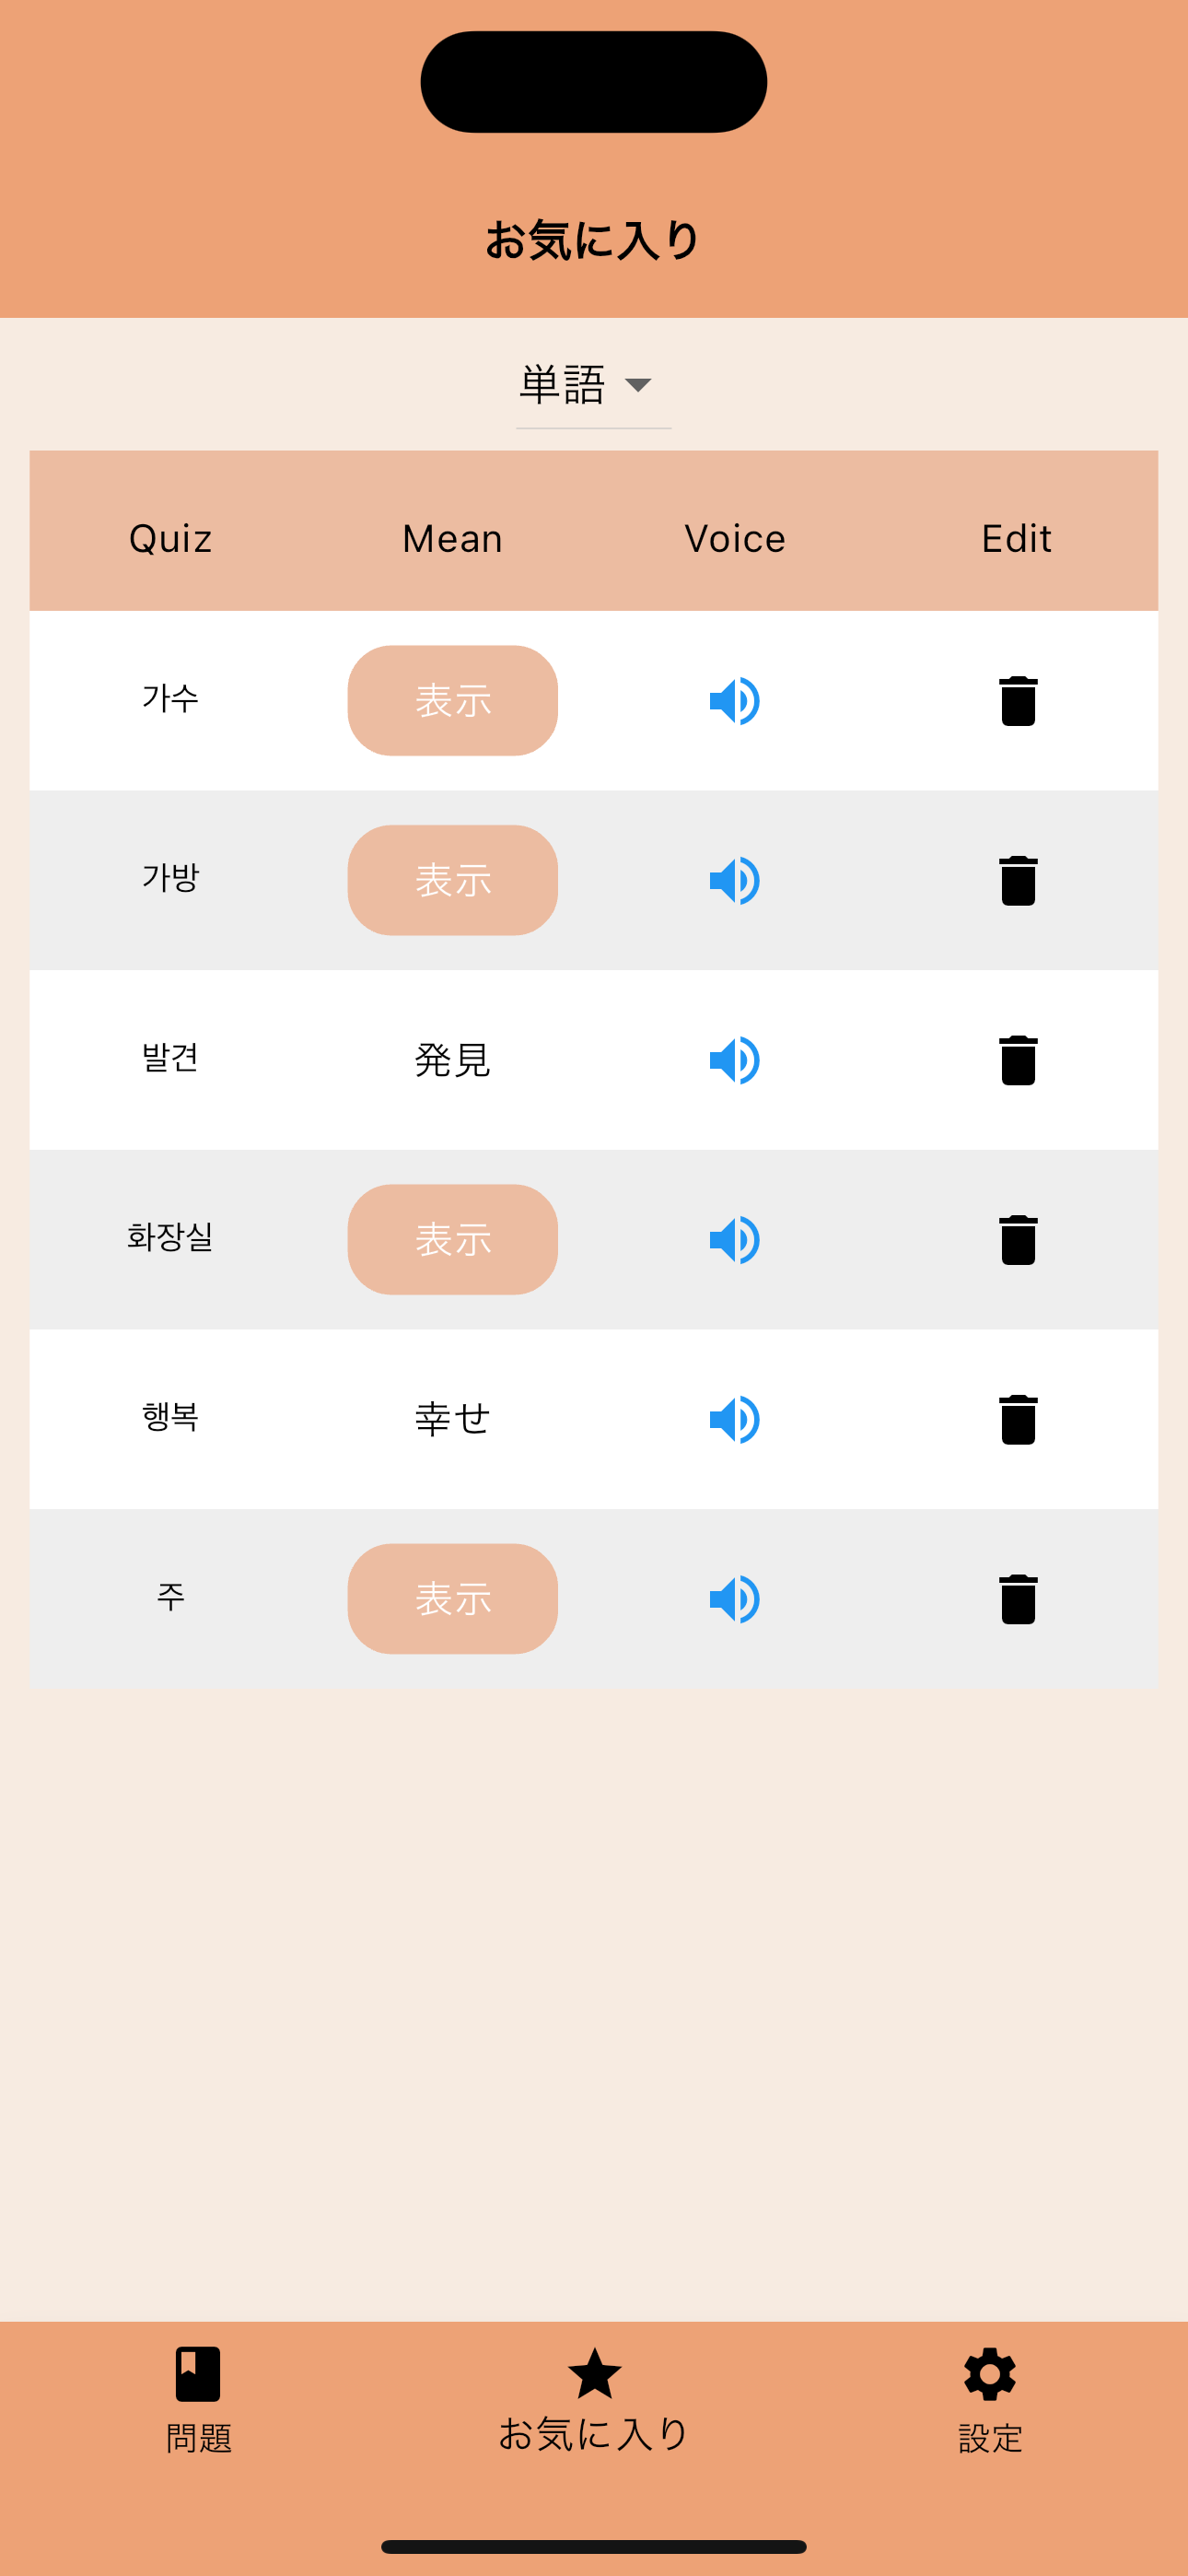 お気に入り
単語
Quiz Mean Voice Edit
가수 表示
가방 表示
발견 発見
화장실 表示
행복 幸せ
주 表示
問題 お気に入り 設定